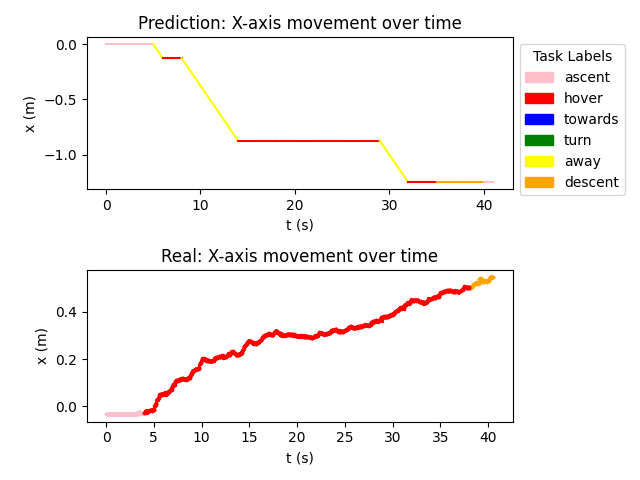 Prediction: X-axis movement over time
x (m)
0.0
−0.5
−1.0
0 10 20 30 40
t (s)
Task Labels
ascent
hover
towards
turn
away
descent
Real: X-axis movement over time
x (m)
0.4
0.2
0.0
0 5 10 15 20 25 30 35 40
t (s)